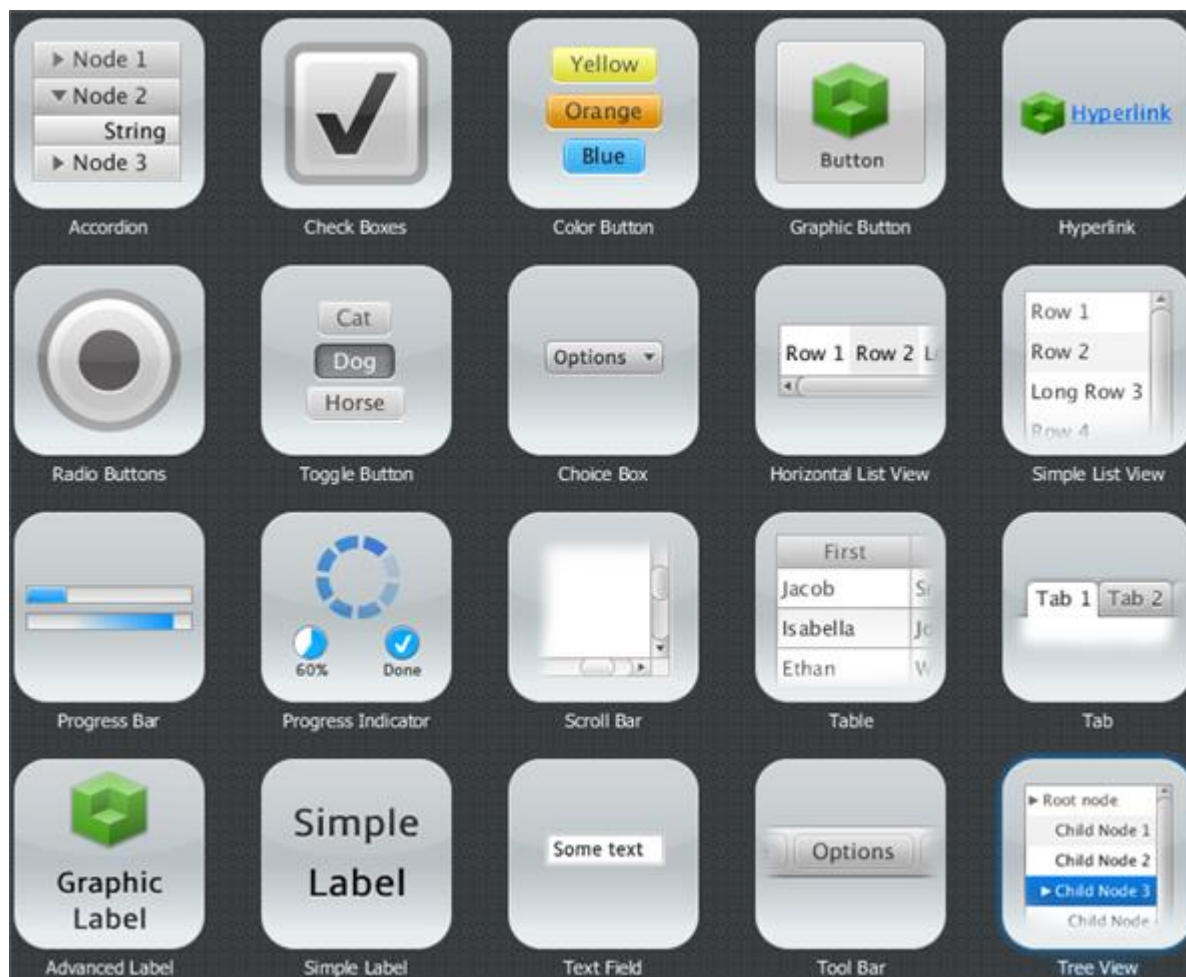 Node 1
Node 2
String
Node 3
Accordion
Check Boxes
Yellow
Orange
Blue
Color Button
Button
Graphic Button
Hyperlink
Hyperlink
Radio Buttons
Cat
Dog
Horse
Toggle Button
Options
Choice Box
Row 1 Row 2 L
Horizontal List View
Row 1
Row 2
Long Row 3
Row 4
Simple List View
Progress Bar
60% Done
Progress Indicator
Scroll Bar
First
Jacob
Isabella
Ethan
Table
Tab 1 Tab 2
Tab
Graphic
Label
Advanced Label
Simple
Label
Simple Label
Some text
Text Field
Options
Tool Bar
Root node
Child Node 1
Child Node 2
Child Node 3
Child Node
Tree View